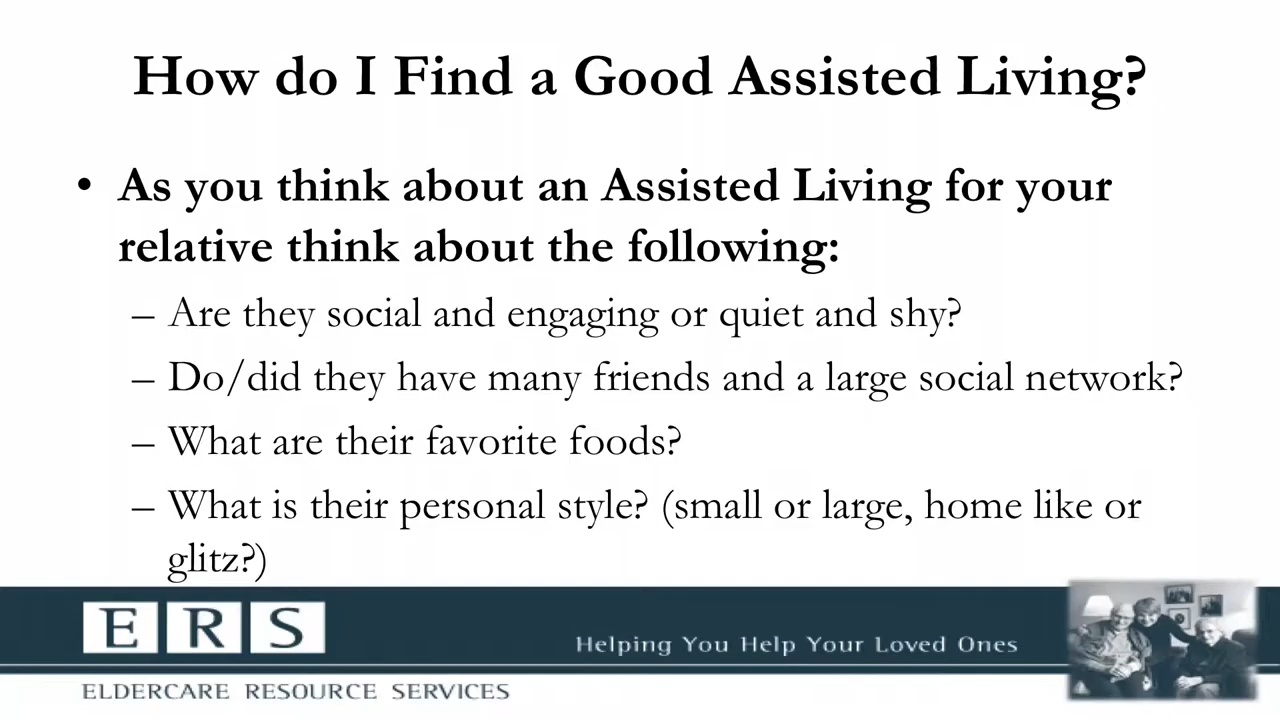 How do I Find a Good Assisted Living?
• As you think about an Assisted Living for your
relative think about the following:
– Are they social and engaging or quiet and shy?
– Do/did they have many friends and a large social network?
– What are their favorite foods?
– What is their personal style? (small or large, home like or
glitz?)
ERS
Helping You Help Your Loved Ones
ELDERCARE RESOURCE SERVICES